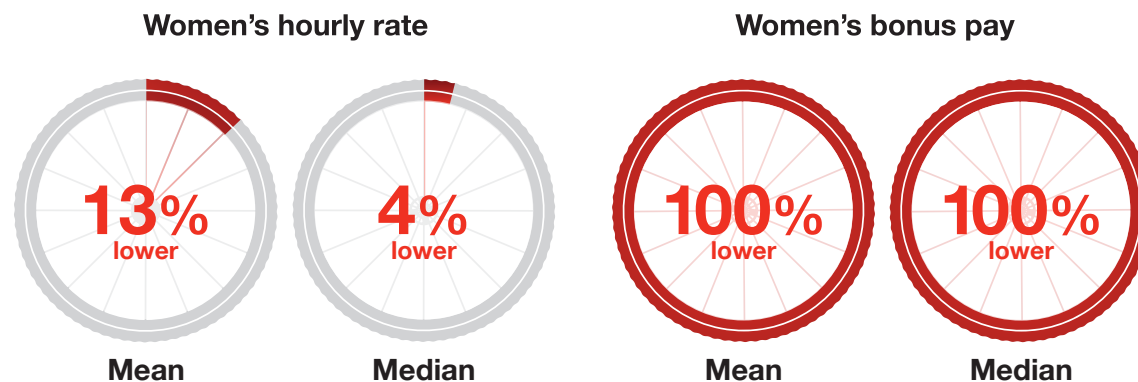 Women’s hourly rate
13%
lower
Mean
4%
lower
Median
Women’s bonus pay
100%
lower
Mean
100%
lower
Median